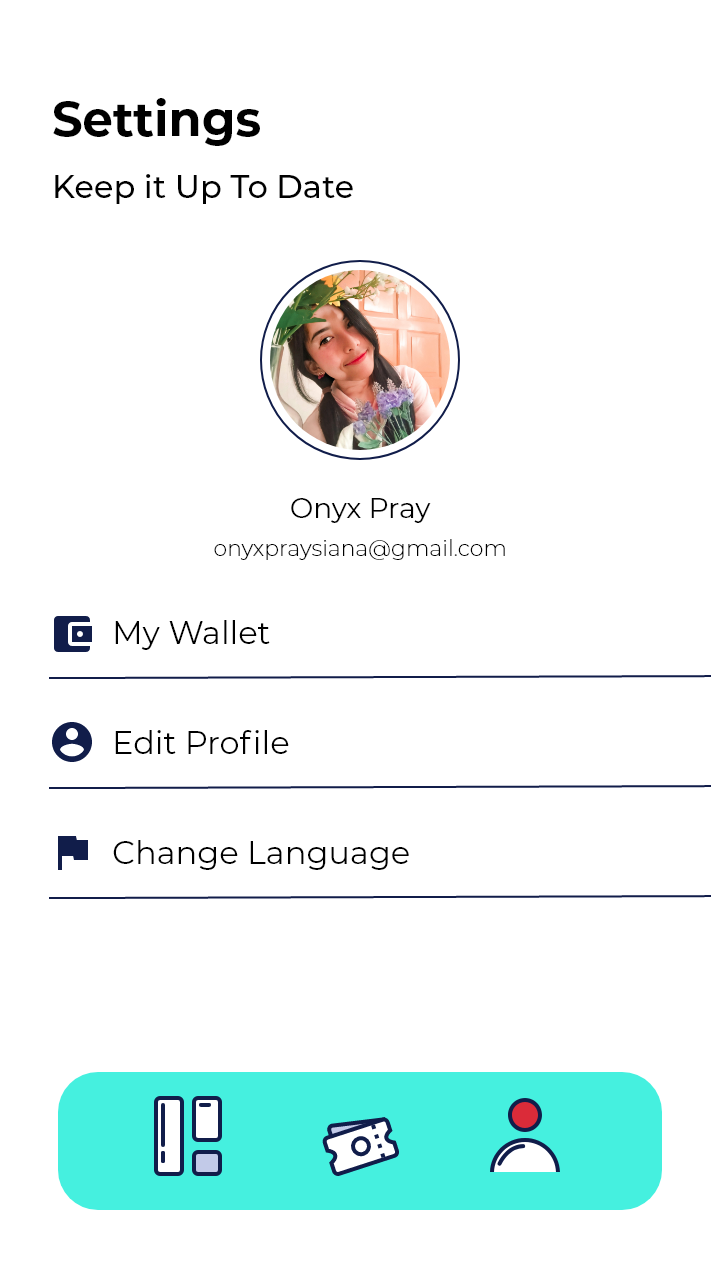 Settings
Keep it Up To Date
Onyx Pray
onyxpraysiana@gmail.com
My Wallet
Edit Profile
Change Language